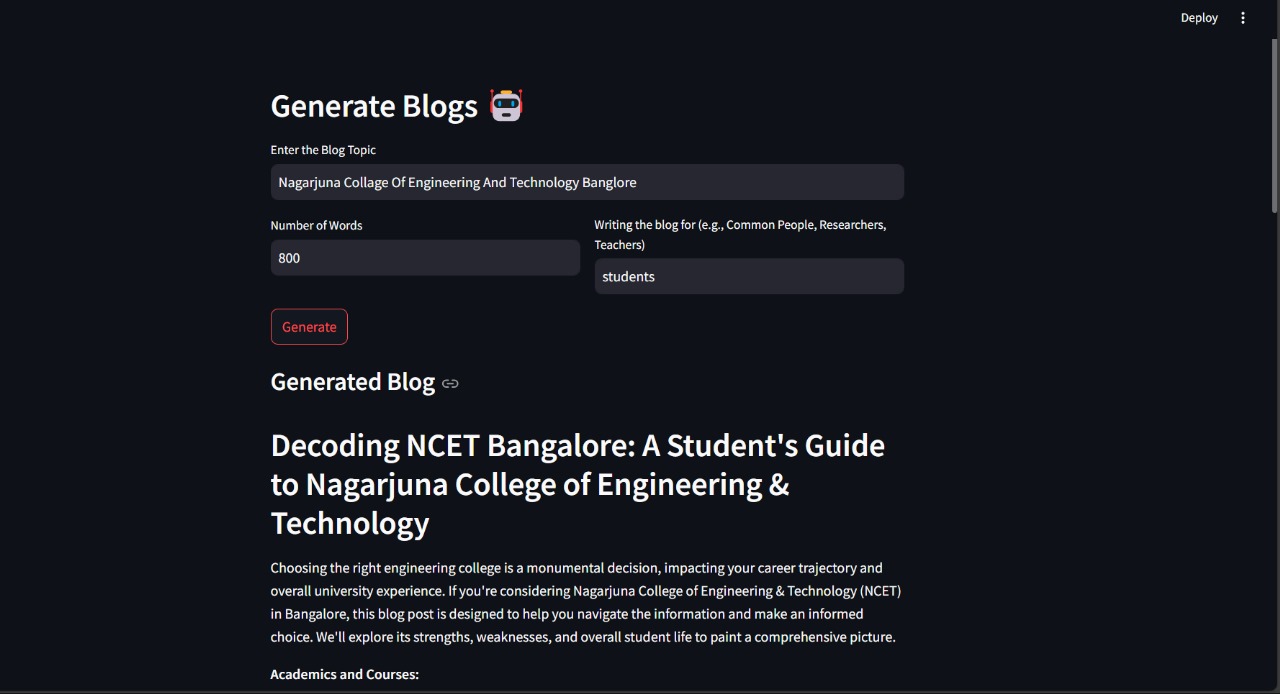 Deploy
Generate Blogs
Enter the Blog Topic
Nagarjuna Collage Of Engineering And Technology Banglore
Number of Words
800
Writing the blog for (e.g., Common People, Researchers,
Teachers)
students
Generate
Generated Blog
Decoding NCET Bangalore: A Student's Guide
to Nagarjuna College of Engineering &
Technology
Choosing the right engineering college is a monumental decision, impacting your career trajectory and
overall university experience. If you're considering Nagarjuna College of Engineering & Technology (NCET)
in Bangalore, this blog post is designed to help you navigate the information and make an informed
choice. We'll explore its strengths, weaknesses, and overall student life to paint a comprehensive picture.
Academics and Courses: